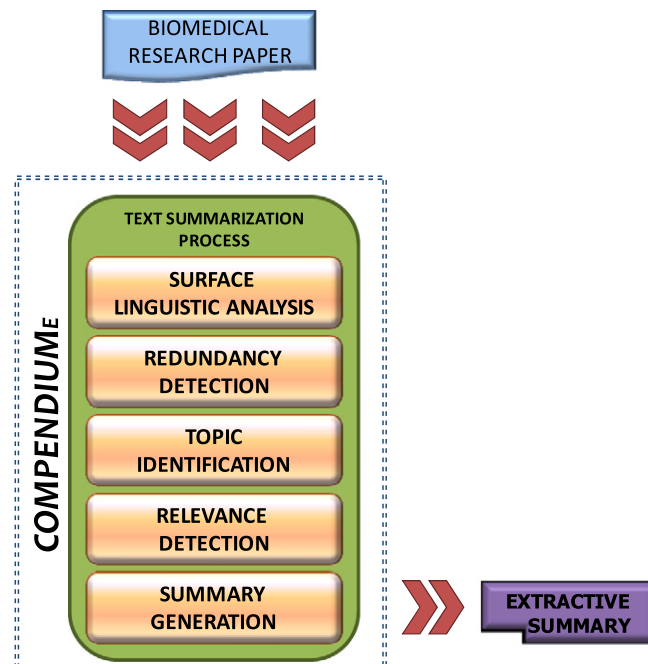 BIOMEDICAL
RESEARCH PAPER
TEXT SUMMARIZATION
PROCESS
SURFACE
LINGUISTIC ANALYSIS
REDUNDANCY
DETECTION
TOPIC
IDENTIFICATION
RELEVANCE
DETECTION
SUMMARY
GENERATION
COMPENDIUME
EXTRACTIVE
SUMMARY